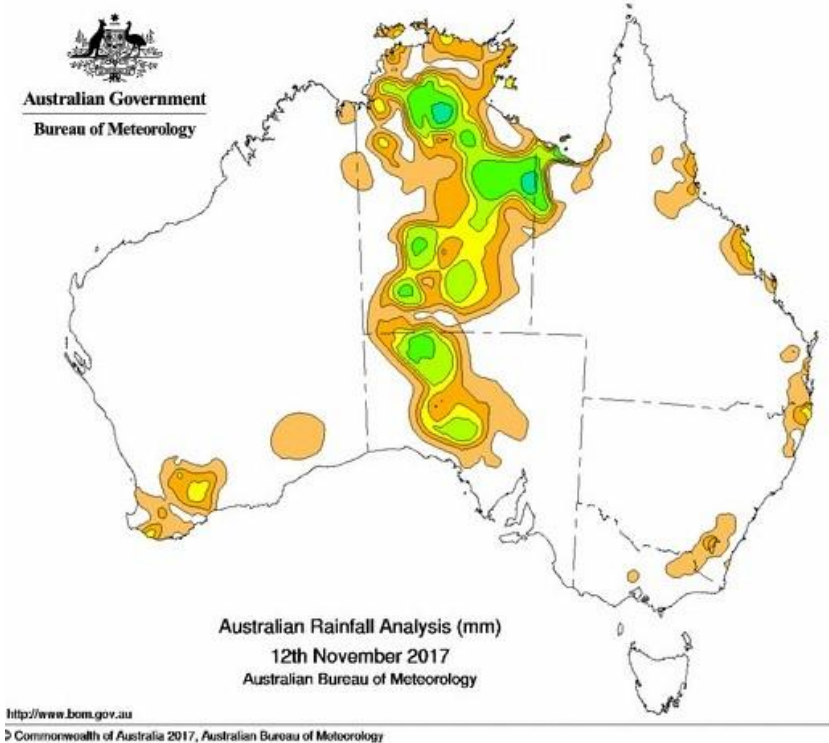 Australian Government
Bureau of Meteorology
Australian Rainfall Analysis (mm)
12th November 2017
Australian Bureau of Meteorology
http://www.bom.gov.au
© Commonwealth of Australia 2017, Australian Bureau of Meteorology